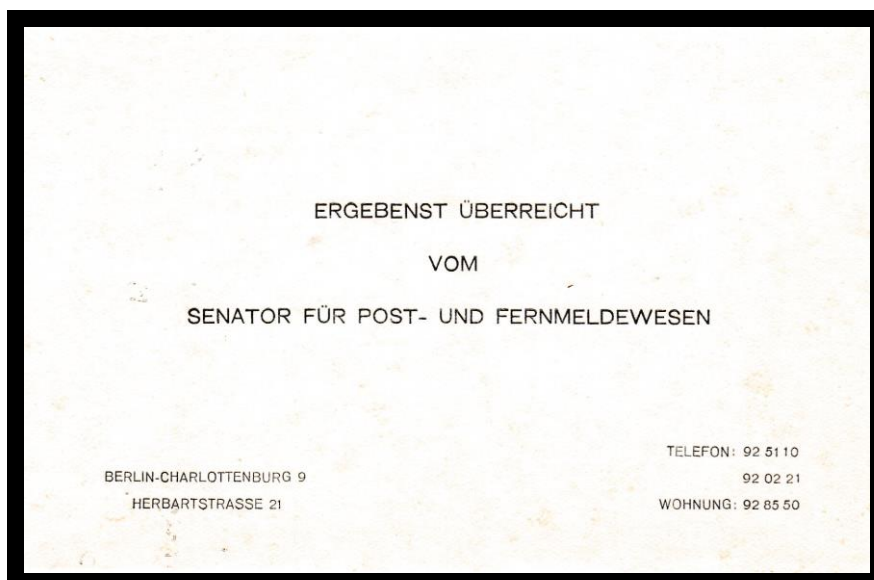 ERGEBENST ÜBERREICHT
VOM
SENATOR FÜR POST- UND FERNMELDEWESEN
BERLIN-CHARLOTTENBURG 9
HERBARTSTRASSE 21
TELEFON: 92 51 10
92 02 21
WOHNUNG: 92 85 50